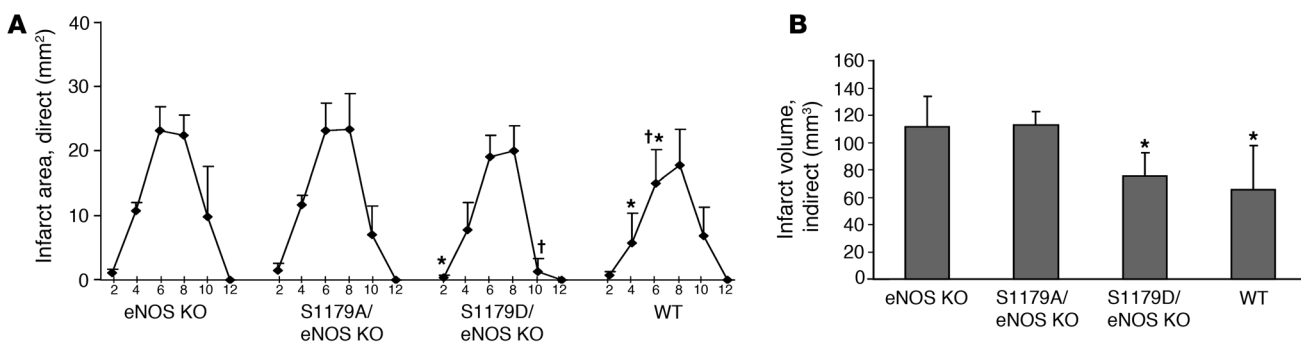 A
Infarct area, direct (mm²)
40
30
20
10
0
* * † * †*
2 4 6 8 10 12 2 4 6 8 10 12 2 4 6 8 10 12 2 4 6 8 10 12
eNOS KO
S1179A/
eNOS KO
S1179D/
eNOS KO
WT
B
Infarct volume,
indirect (mm³)
160
140
120
100
80
60
40
20
0
* *
eNOS KO
S1179A/
eNOS KO
S1179D/
eNOS KO
WT